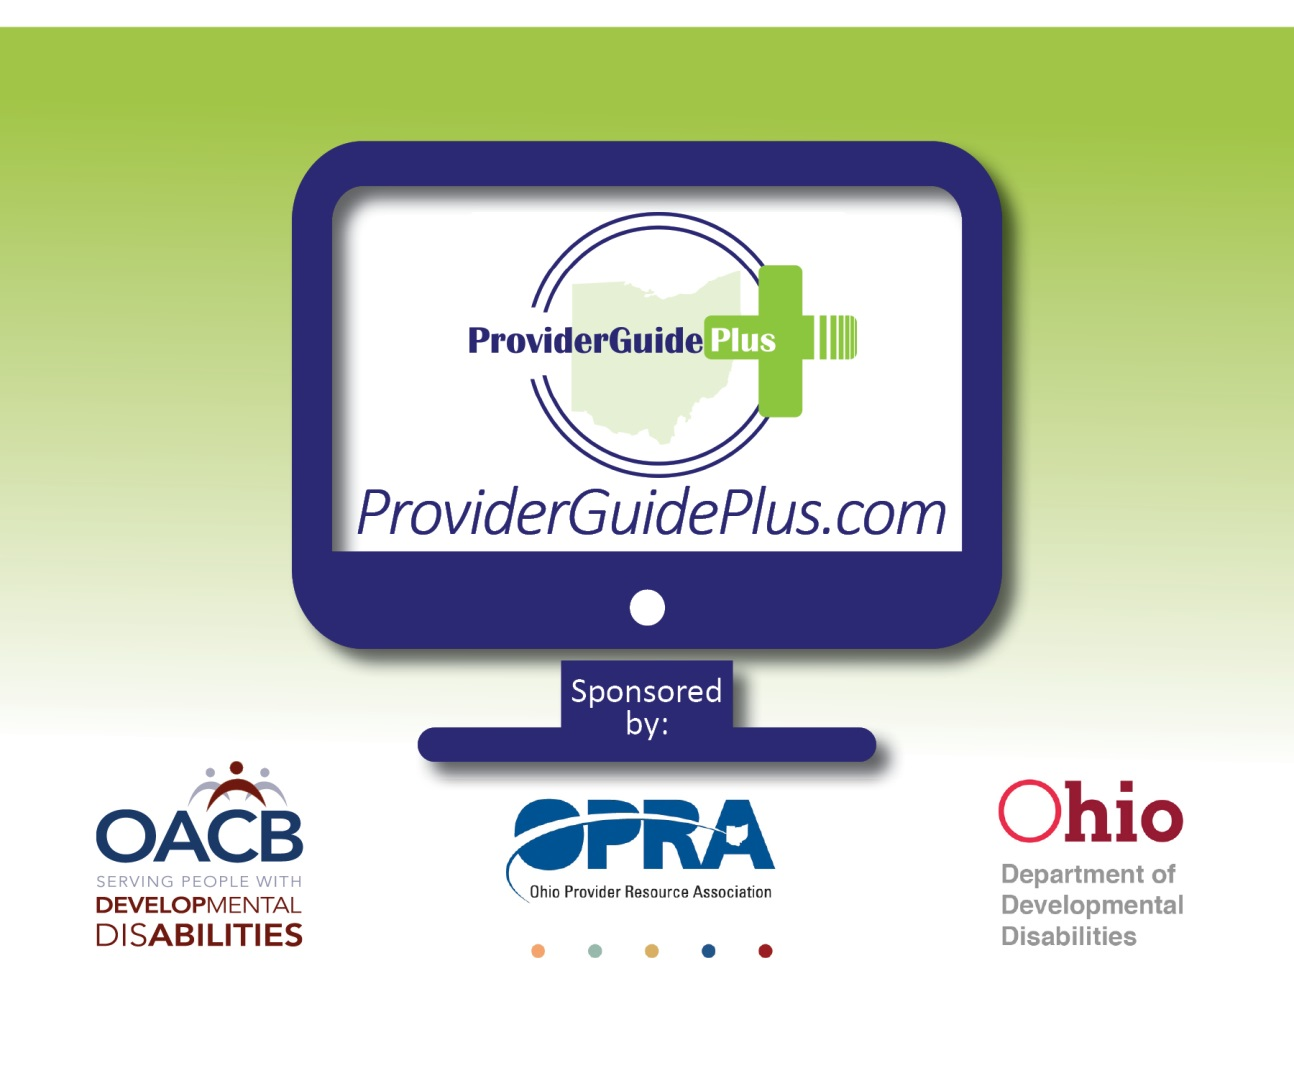 ProviderGuide Plus
ProviderGuidePlus.com
Sponsored
by:
OACB
SERVING PEOPLE WITH
DEVELOPMENTAL
DISABILITIES
OPRA
Ohio Provider Resource Association
Ohio
Department of
Developmental
Disabilities